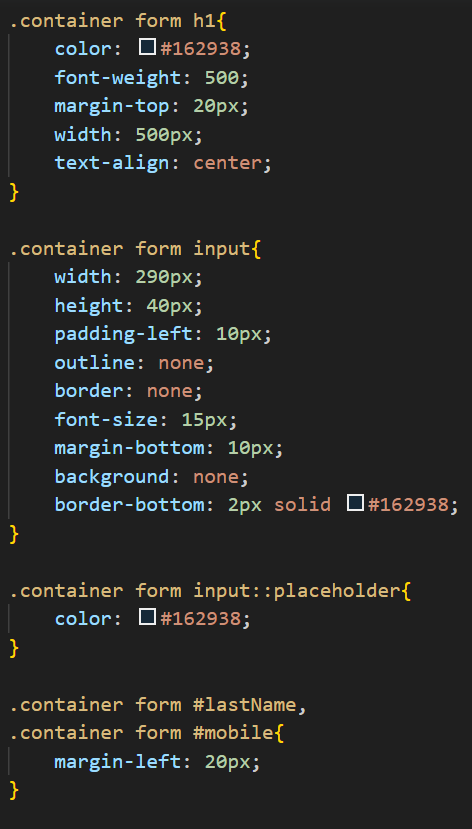 .container form h1{
    color: #162938;
    font-weight: 500;
    margin-top: 20px;
    width: 500px;
    text-align: center;
}

.container form input{
    width: 290px;
    height: 40px;
    padding-left: 10px;
    outline: none;
    border: none;
    font-size: 15px;
    margin-bottom: 10px;
    background: none;
    border-bottom: 2px solid #162938;
}

.container form input::placeholder{
    color: #162938;
}

.container form #lastName,
.container form #mobile{
    margin-left: 20px;
}